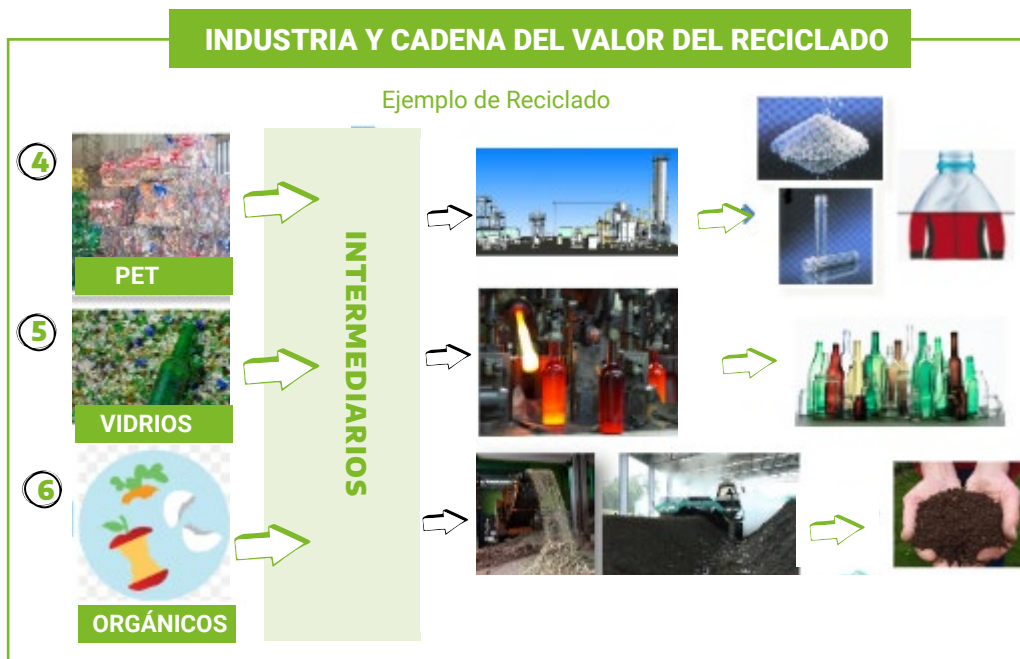 INDUSTRIA Y CADENA DEL VALOR DEL RECICLADO
Ejemplo de Reciclado
4
PET
5
VIDRIOS
6
ORGÁNICOS
INTERMEDIARIOS